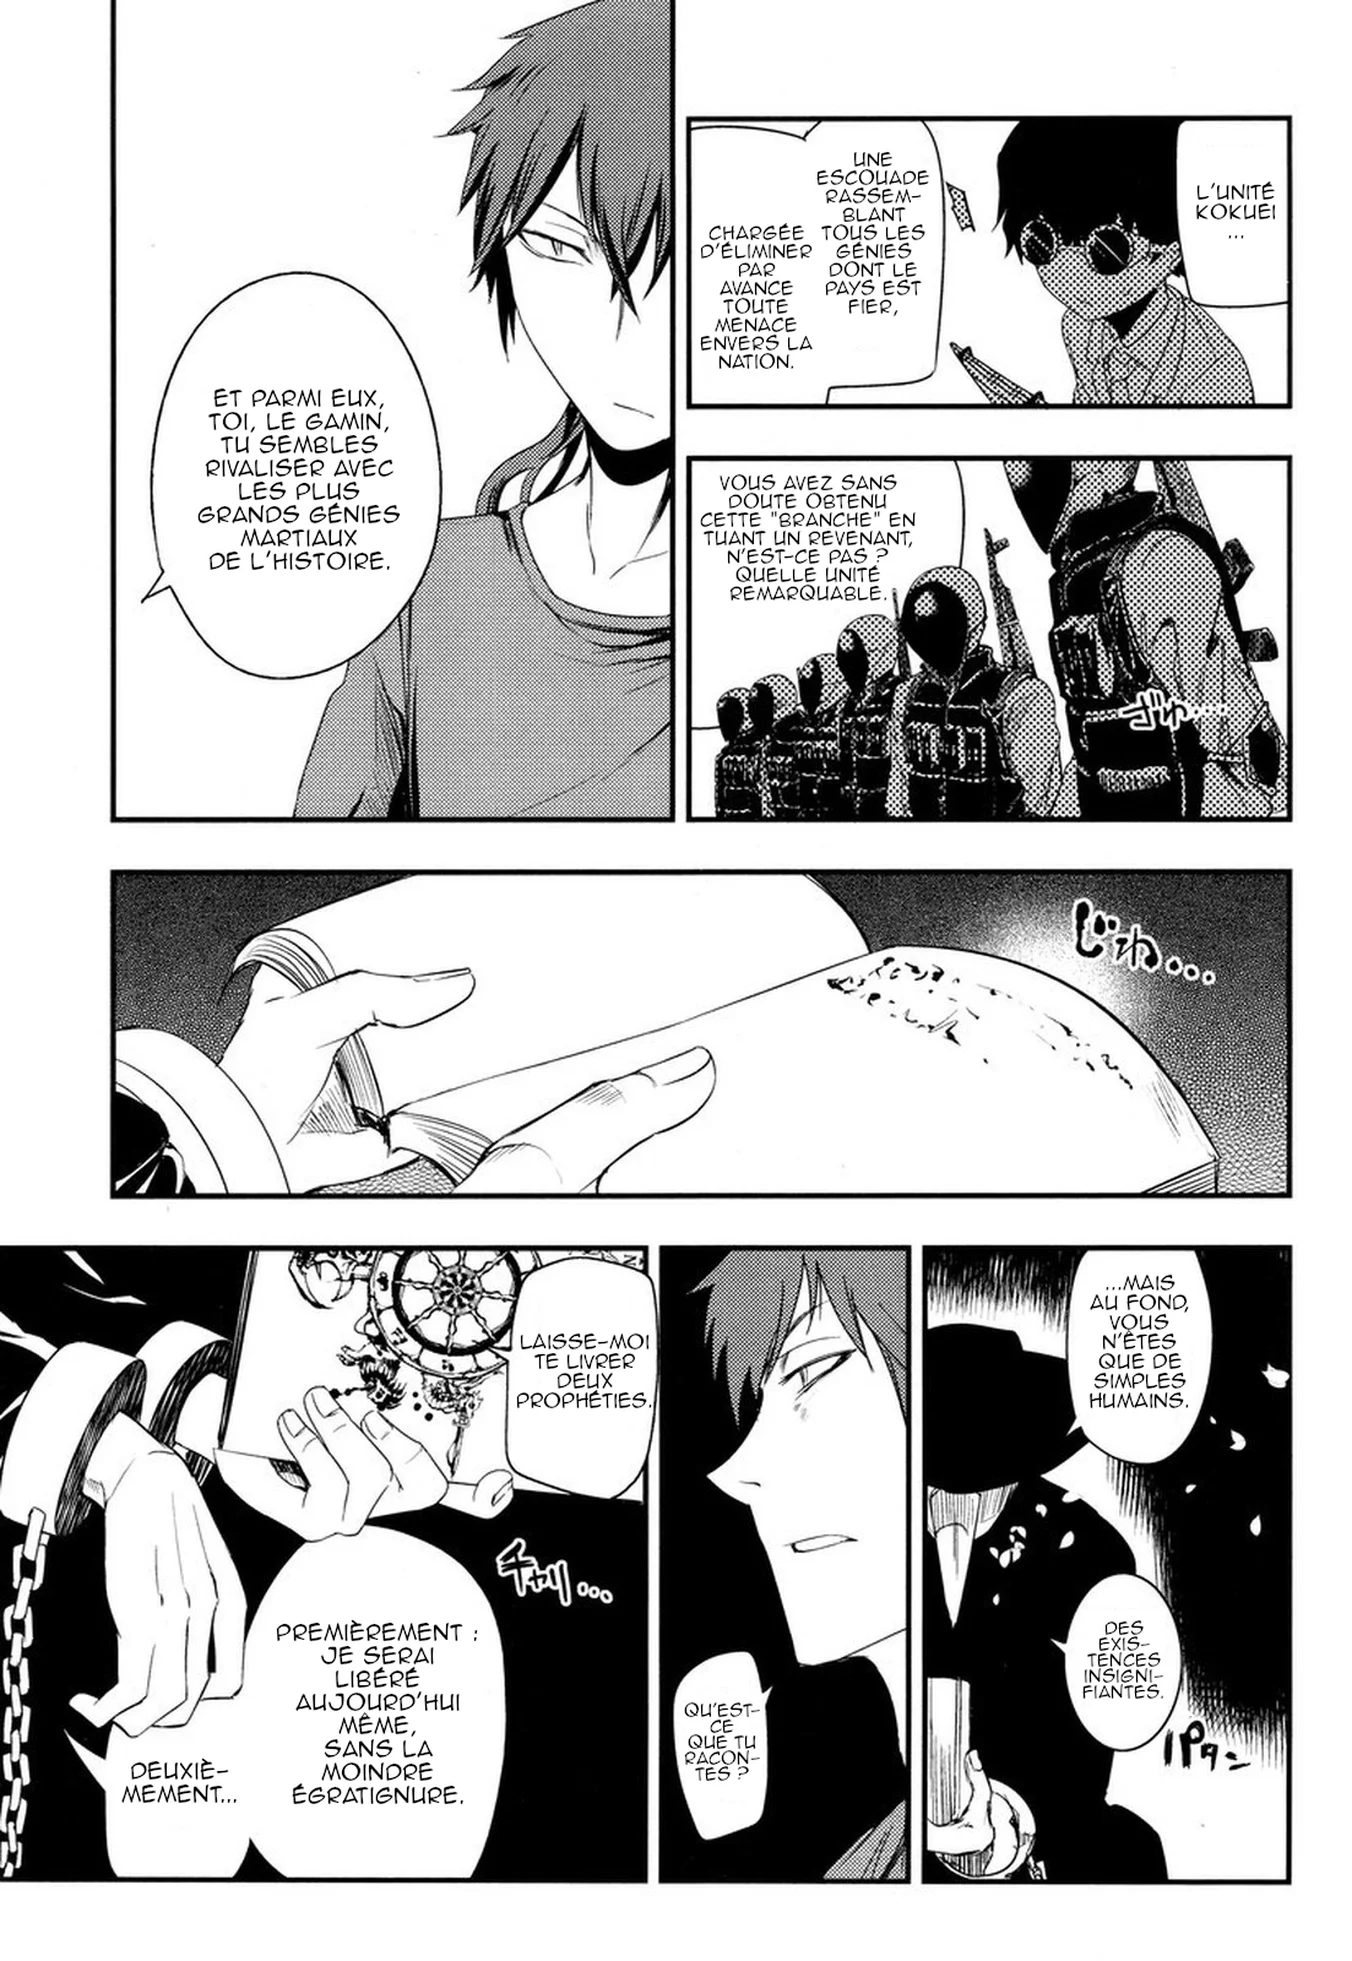 L'UNITÉ
KOKUEI
...
UNE
ESCOUADE
RASSEM-
BLANT
TOUS LES
GÉNIES
DONT LE
PAYS EST
FIER,
CHARGÉE
D'ÉLIMINER
PAR
AVANCE
TOUTE
MENACE
ENVERS LA
NATION.
VOUS AVEZ SANS
DOUTE OBTENU
CETTE "BRANCHE" EN
TUANT UN REVENANT,
N'EST-CE PAS ?
QUELLE UNITÉ
REMARQUABLE.
ざわ...
ET PARMI EUX,
TOI, LE GAMIN,
TU SEMBLES
RIVALISER AVEC
LES PLUS
GRANDS GÉNIES
MARTIAUX
DE L'HISTOIRE.
じわ...
...MAIS
AU FOND,
VOUS
N'ÊTES
QUE DE
SIMPLES
HUMAINS.
DES
EXIS-
TENCES
INSIGNI-
FIANTES.
パタン
QU'EST-
CE
QUE TU
RACON-
TES ?
LAISSE-MOI
TE LIVRER
DEUX
PROPHÉTIES.
チャリ...
PREMIÈREMENT :
JE SERAI
LIBÉRÉ
AUJOURD'HUI
MÊME,
SANS LA
MOINDRE
ÉGRATIGNURE.
DEUXIÈ-
MEMENT...